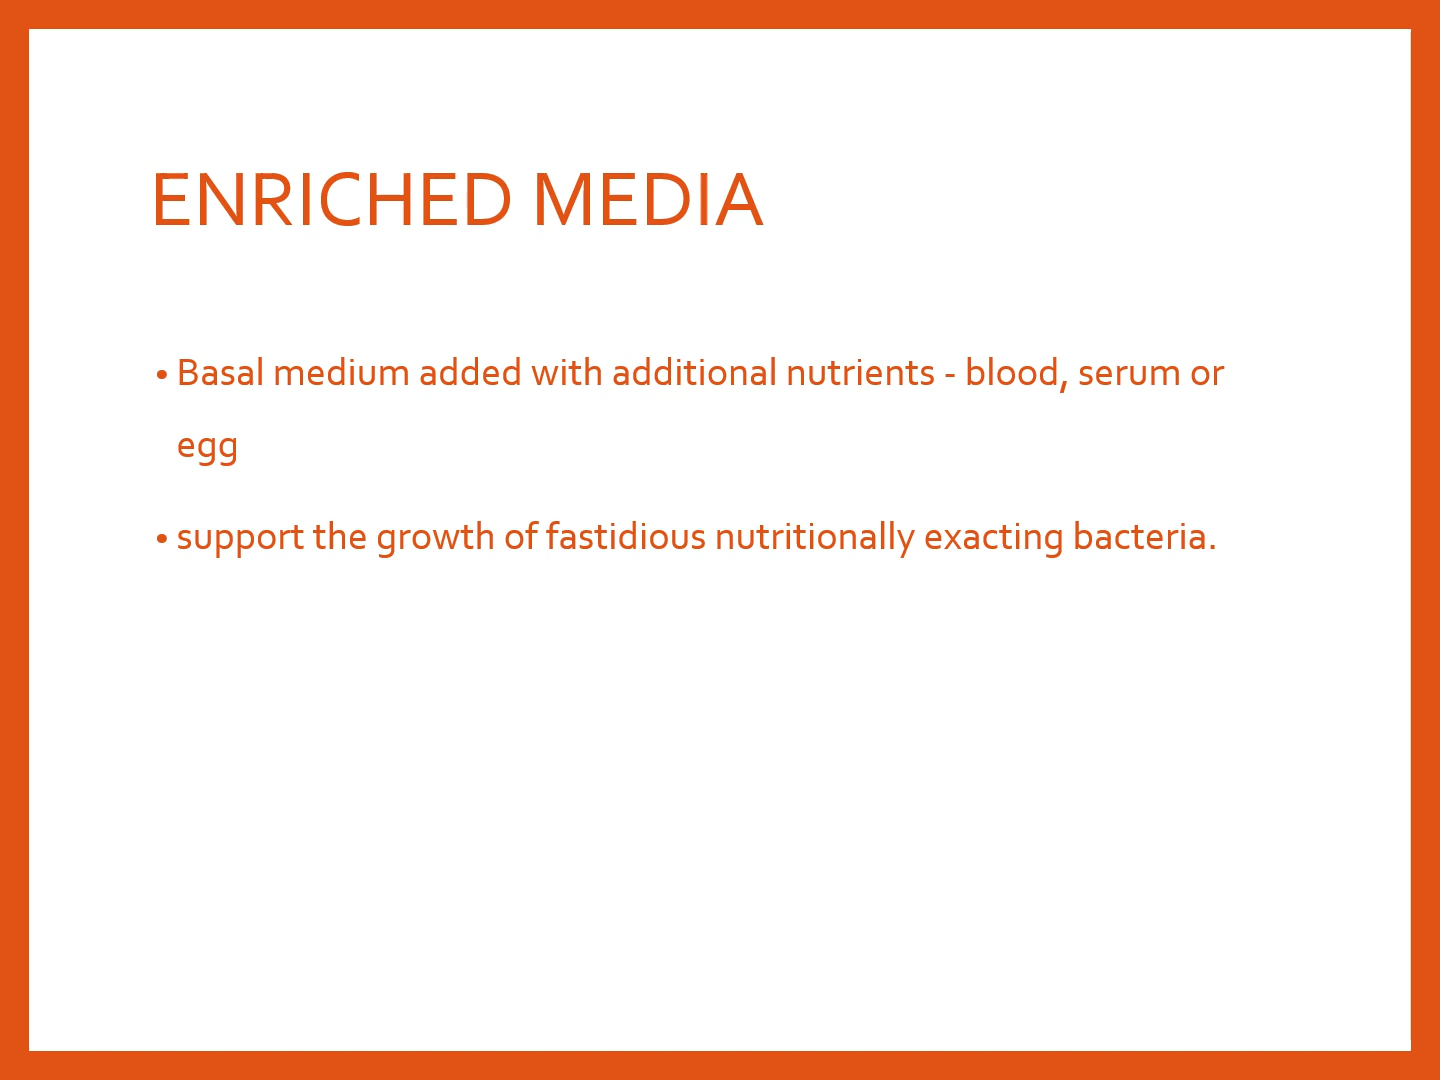 ENRICHED MEDIA
• Basal medium added with additional nutrients - blood, serum or
egg
• support the growth of fastidious nutritionally exacting bacteria.